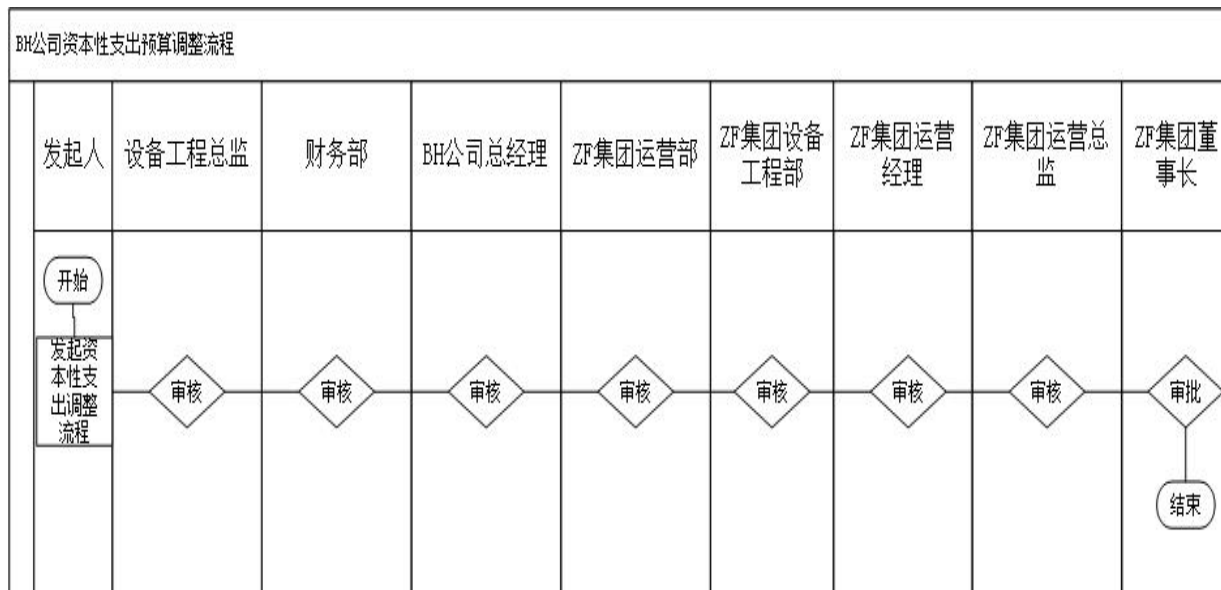 BH公司资本性支出预算调整流程
发起人
设备工程总监
财务部
BH公司总经理
ZF集团运营部
ZF集团设备
工程部
ZF集团运营
经理
ZF集团运营总
监
ZF集团董
事长
开始
发起资
本性支
出调整
流程
审核
审核
审核
审核
审核
审核
审核
审批
结束